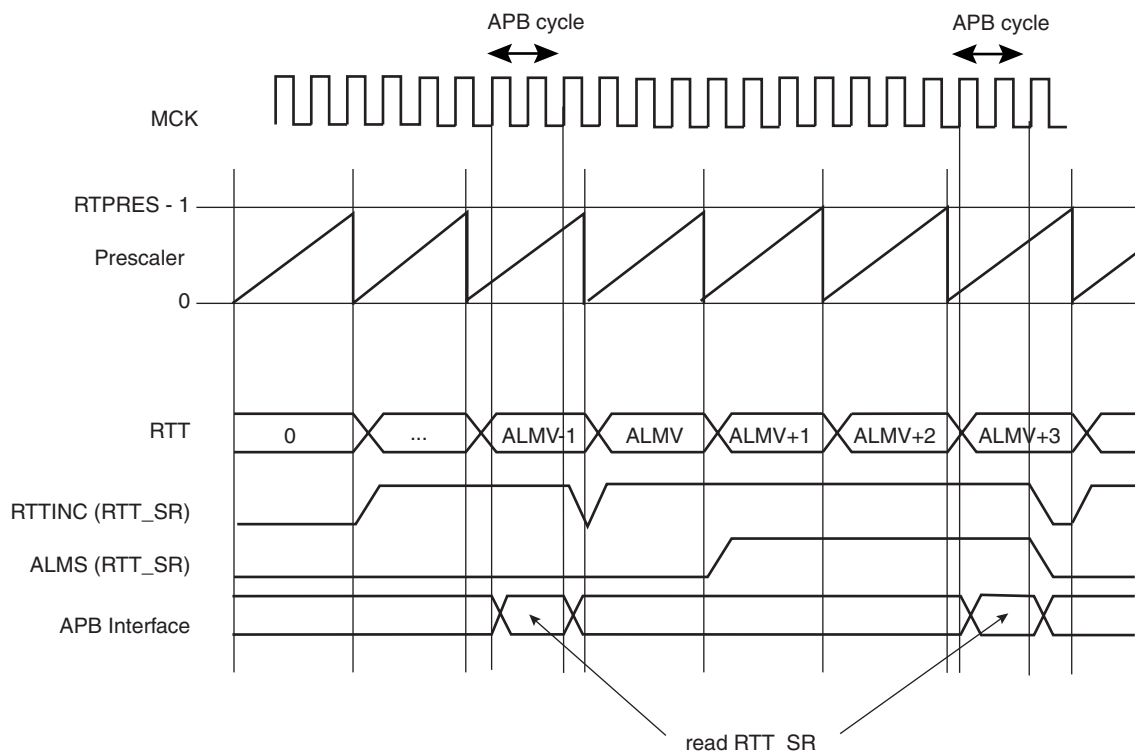 APB cycle
APB cycle
MCK
RTPRES - 1
Prescaler
0
RTT
0
...
ALMV-1
ALMV
ALMV+1
ALMV+2
ALMV+3
RTTINC (RTT_SR)
ALMS (RTT_SR)
APB Interface
read RTT_SR